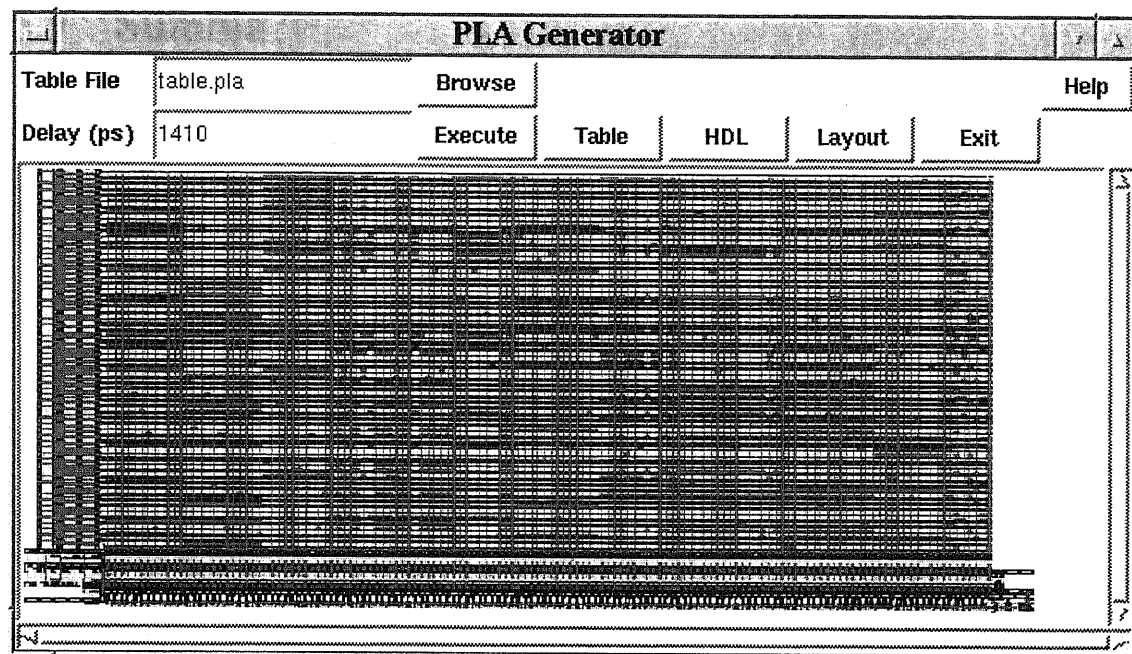 PLA Generator
Table File table.pla Browse Help
Delay (ps) 1410 Execute Table HDL Layout Exit